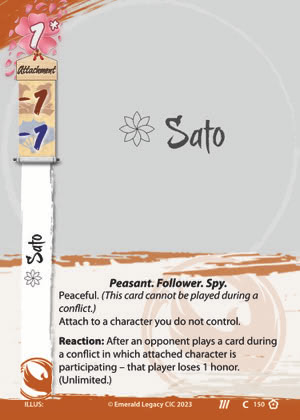 1
Attachment
-1
-1
Sato
Sato
Peasant. Follower. Spy.
Peaceful. (This card cannot be played during a
conflict.)
Attach to a character you do not control.
Reaction: After an opponent plays a card during
a conflict in which attached character is
participating – that player loses 1 honor.
(Unlimited.)
ILLUS: © Emerald Legacy CIC 2023 C 150